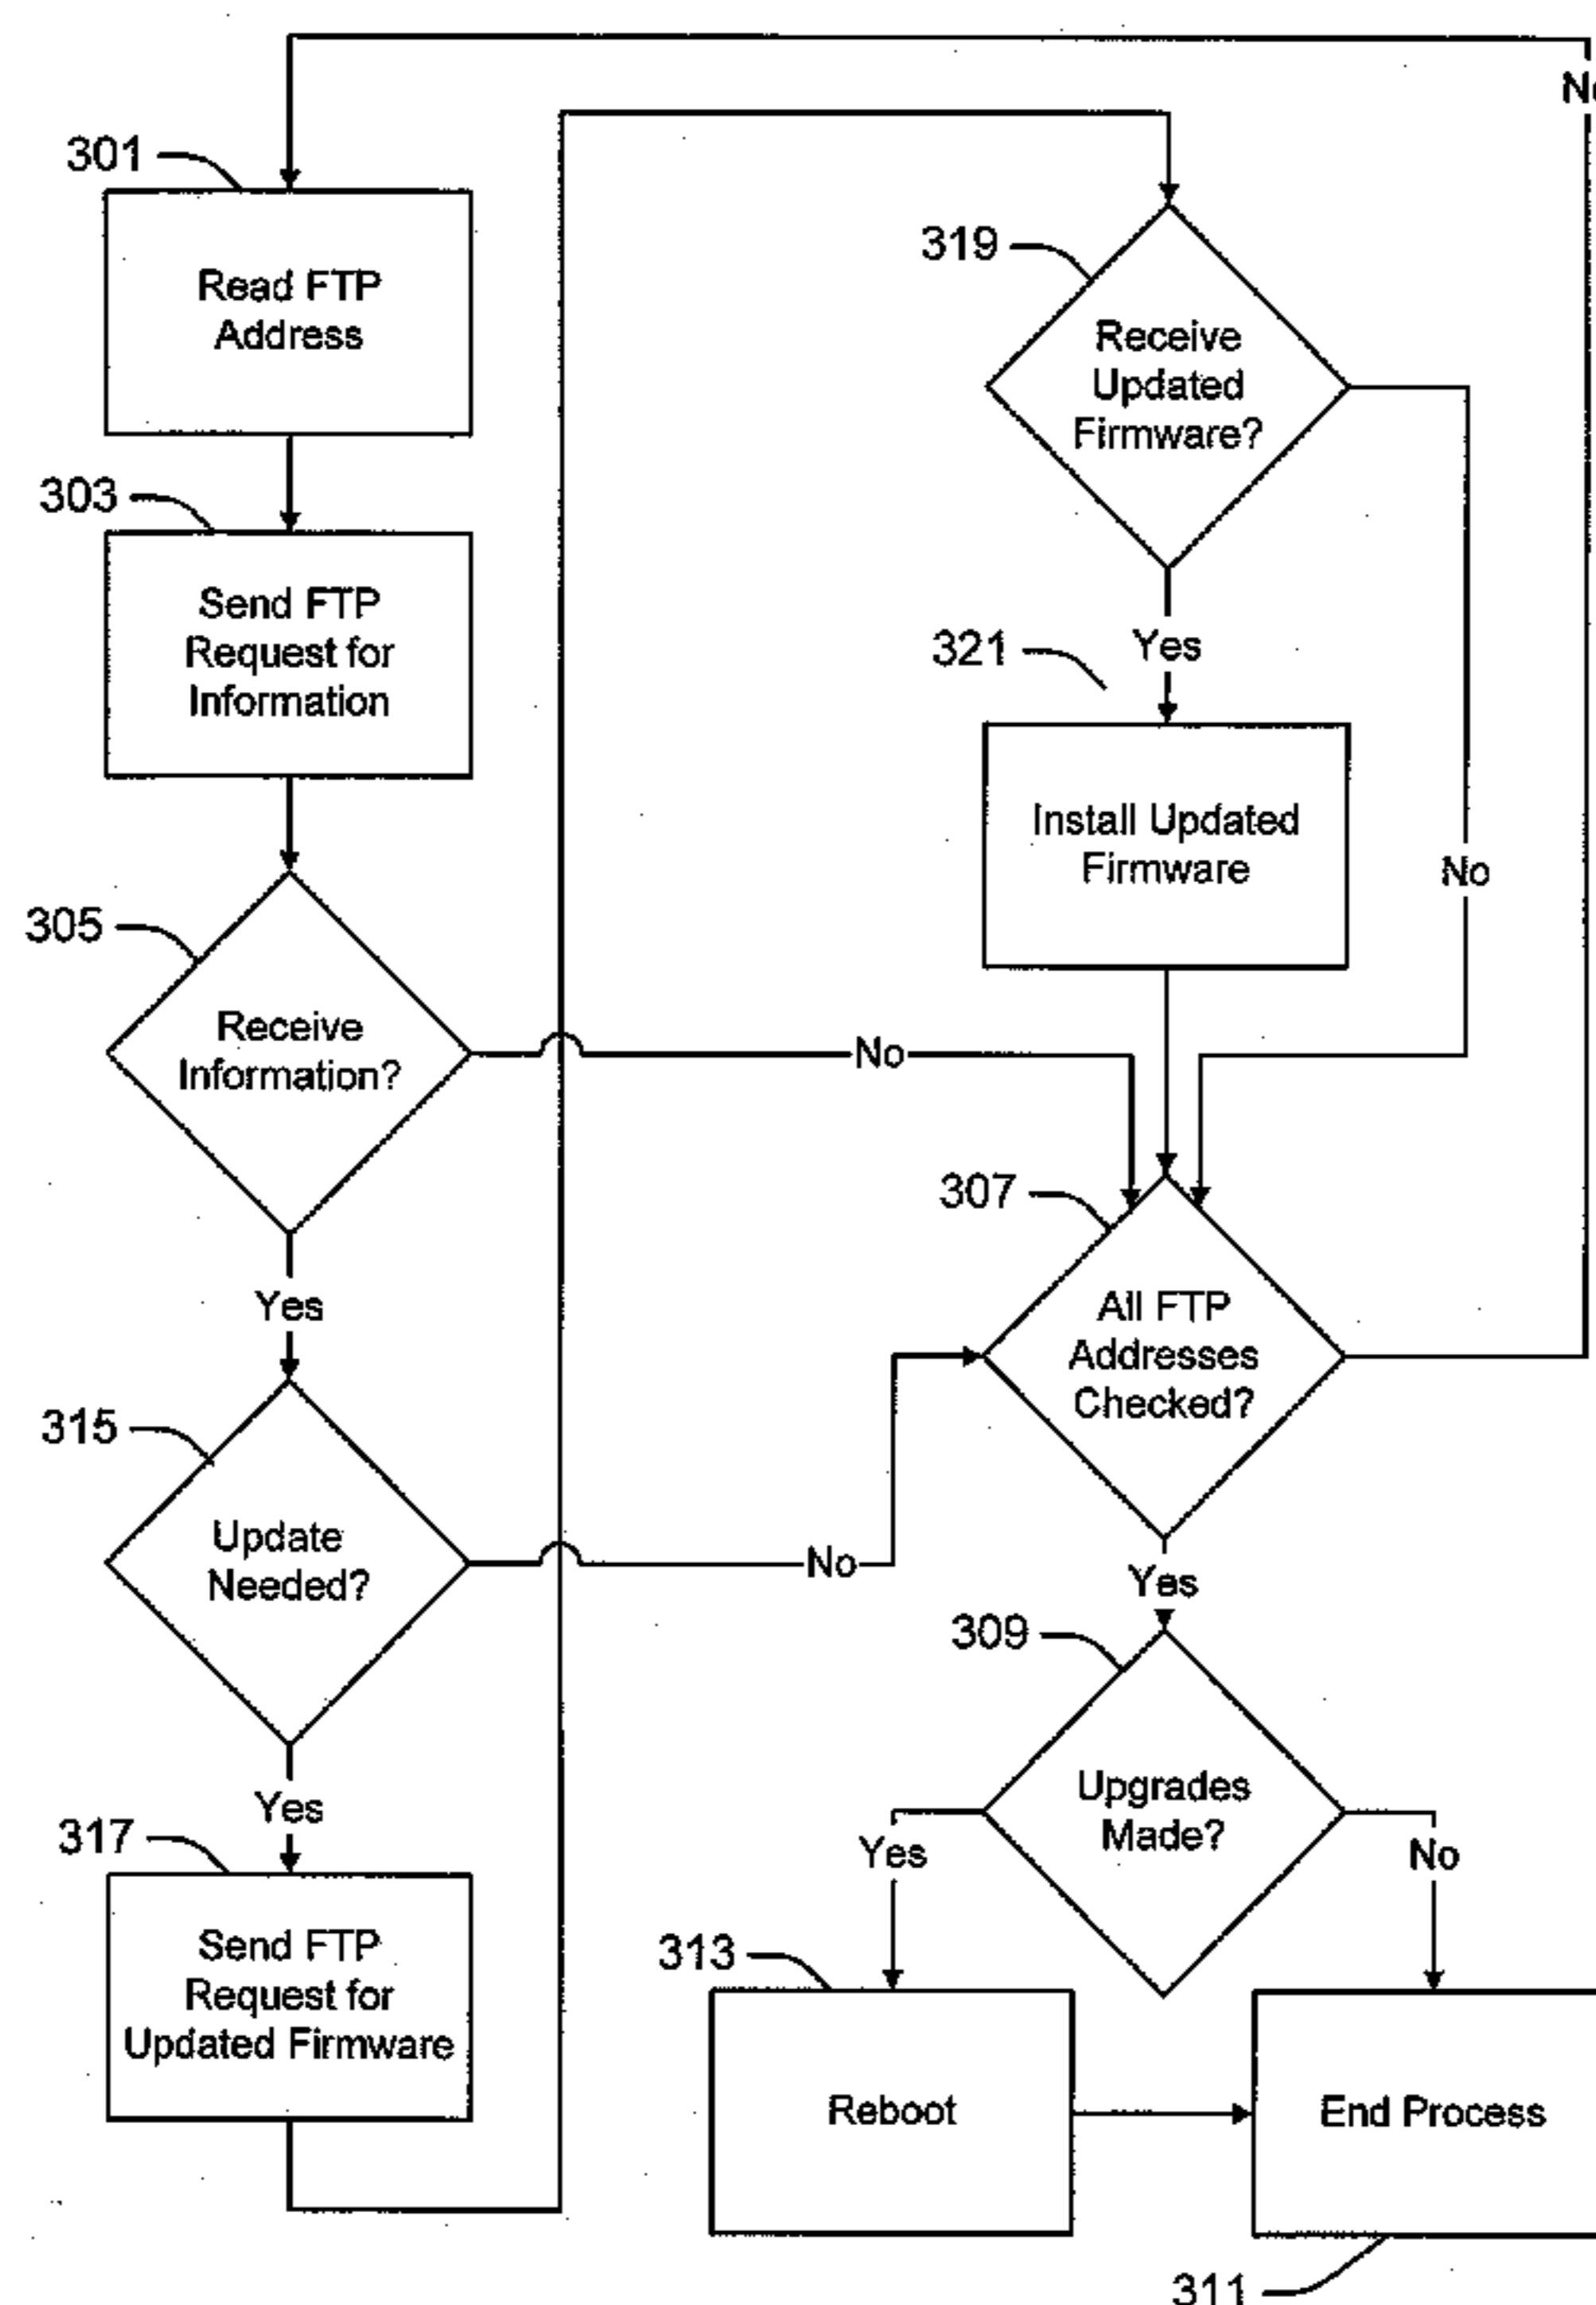 No
301
Read FTP
Address
319
Receive
Updated
Firmware?
303
Send FTP
Request for
Information
321
Yes
Install Updated
Firmware
No
305
Receive
Information?
No
307
All FTP
Addresses
Checked?
Yes
315
Update
Needed?
No
Yes
309
Upgrades
Made?
Yes
No
Yes
317
Send FTP
Request for
Updated Firmware
313
Reboot
End Process
311